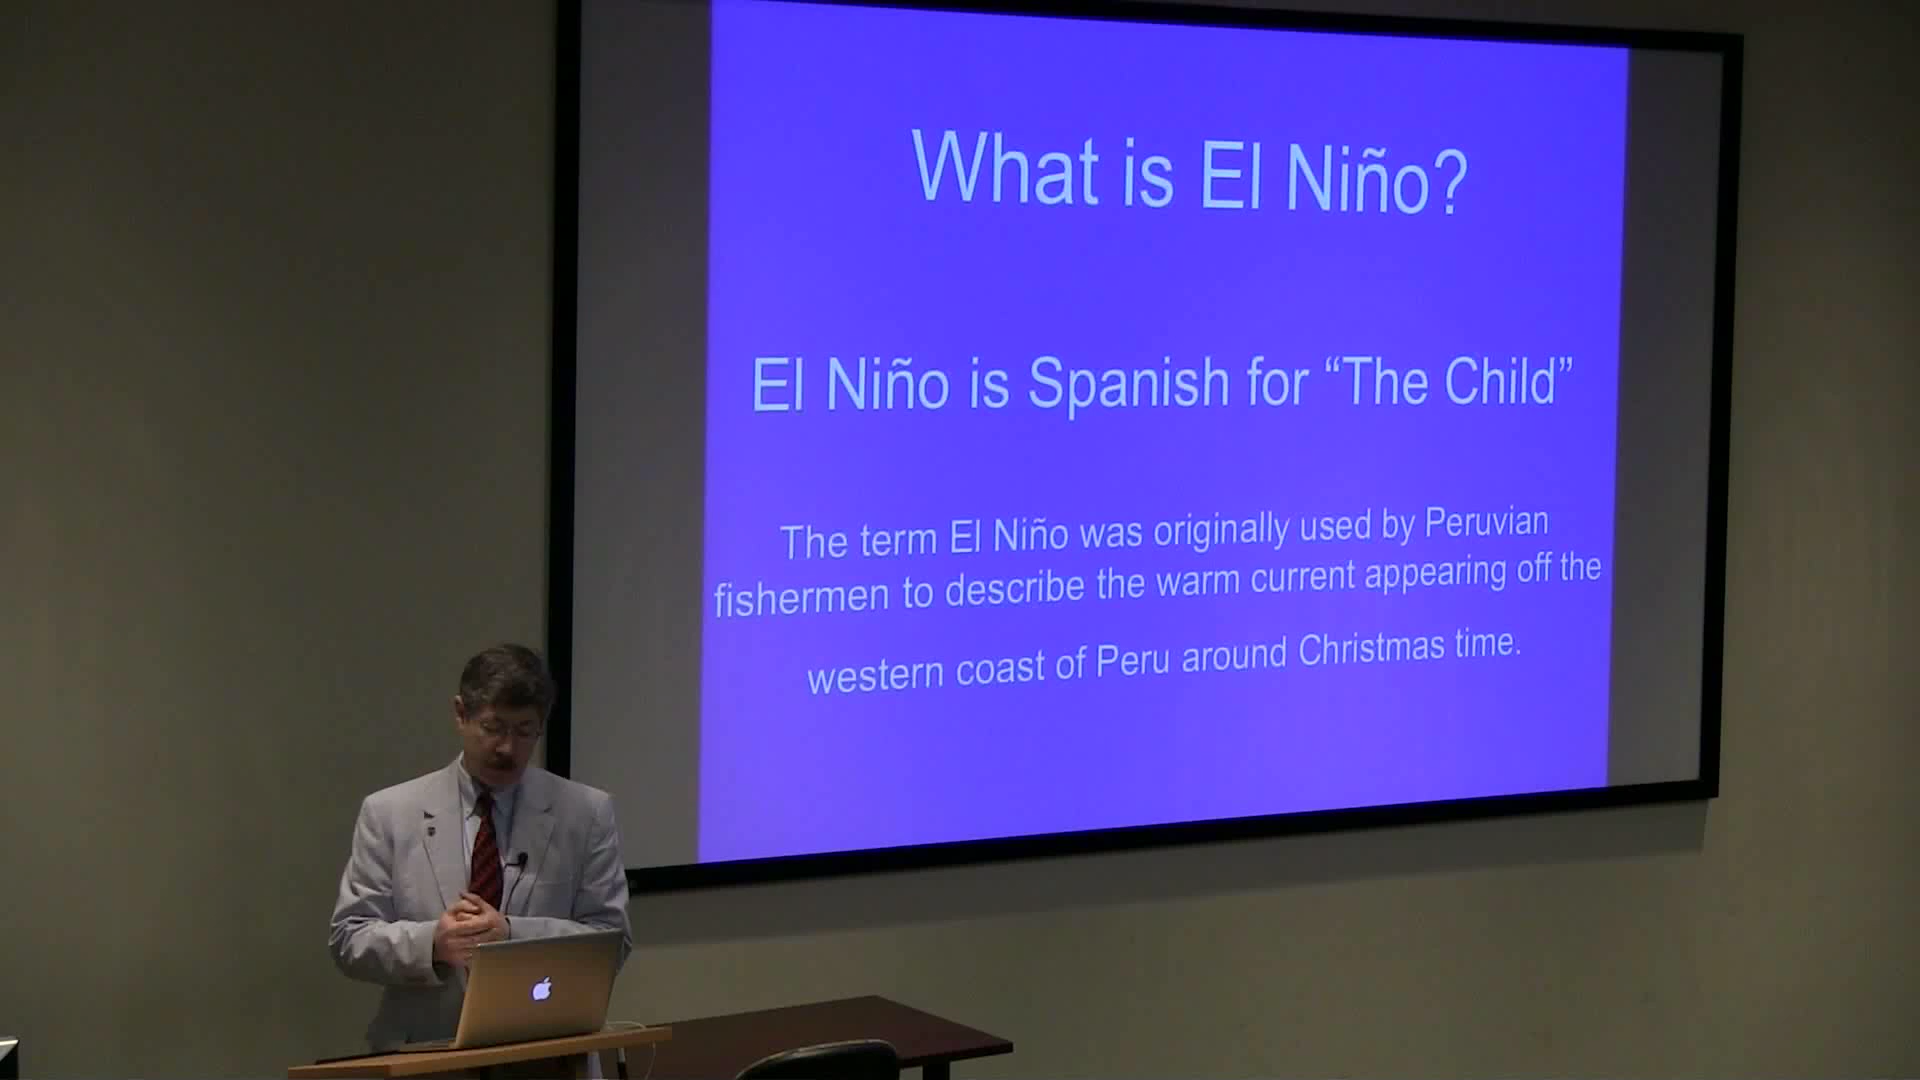 What is El Niño?
El Niño is Spanish for “The Child”
The term El Niño was originally used by Peruvian
fishermen to describe the warm current appearing off the
western coast of Peru around Christmas time.